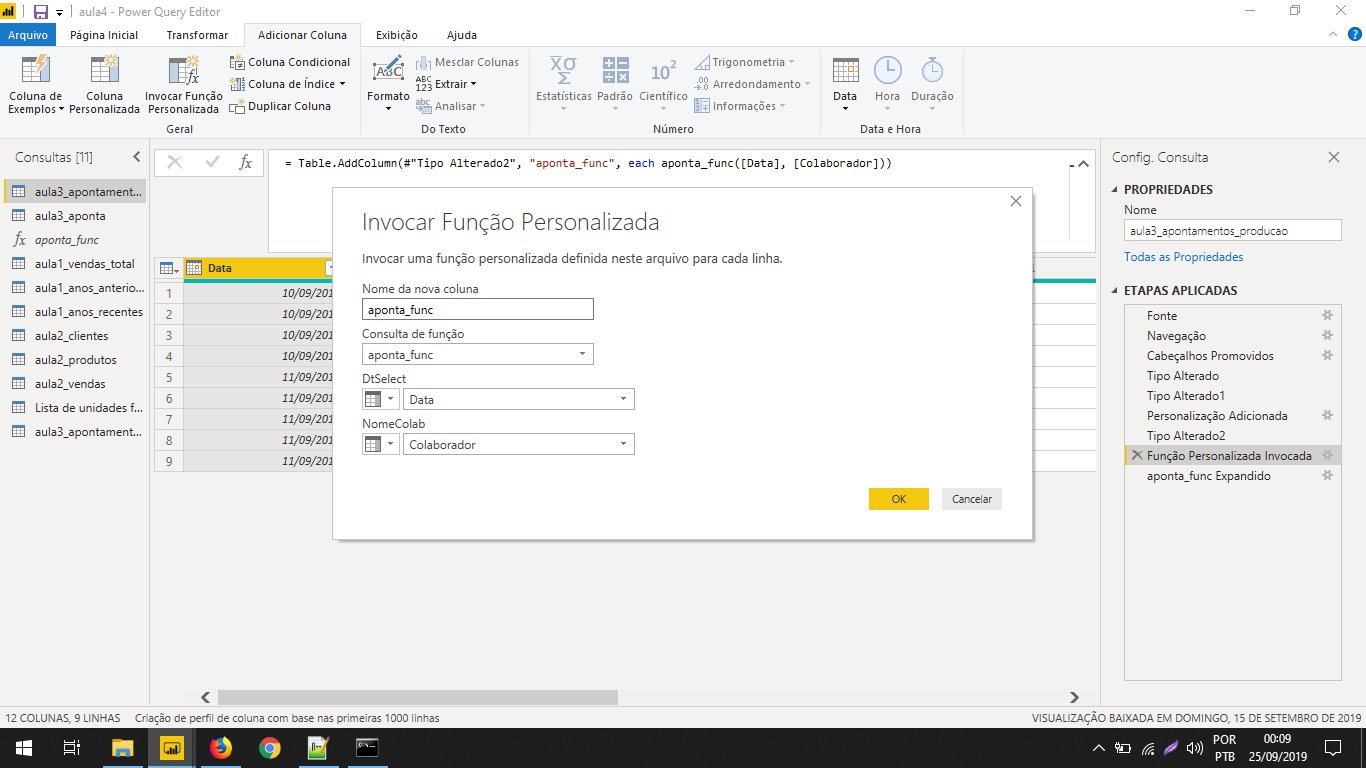 aula4 - Power Query Editor
Arquivo Página Inicial Transformar Adicionar Coluna Exibição Ajuda
Coluna de Exemplos
Coluna Personalizada
Invocar Função Personalizada
Coluna Condicional
Coluna de Índice
Duplicar Coluna
Geral
Formato
Mesclar Colunas
Extrair
Analisar
Do Texto
Estatísticas
Padrão
Científico
Trigonometria
Arredondamento
Informações
Número
Data
Hora
Duração
Data e Hora
Consultas [11]
aula3_apontament...
aula3_aponta
aponta_func
aula1_vendas_total
aula1_anos_anterio...
aula1_anos_recentes
aula2_clientes
aula2_produtos
aula2_vendas
Lista de unidades f...
aula3_apontament...
= Table.AddColumn(#"Tipo Alterado2", "aponta_func", each aponta_func([Data], [Colaborador]))
Data
1 10/09/201
2 10/09/201
3 10/09/201
4 10/09/201
5 11/09/201
6 11/09/201
7 11/09/201
8 11/09/201
9 11/09/201
Invocar Função Personalizada
Invocar uma função personalizada definida neste arquivo para cada linha.
Nome da nova coluna
aponta_func
Consulta de função
aponta_func
DtSelect
Data
NomeColab
Colaborador
OK Cancelar
Config. Consulta
PROPRIEDADES
Nome
aula3_apontamentos_producao
Todas as Propriedades
ETAPAS APLICADAS
Fonte
Navegação
Cabeçalhos Promovidos
Tipo Alterado
Tipo Alterado1
Personalização Adicionada
Tipo Alterado2
Função Personalizada Invocada
aponta_func Expandido
12 COLUNAS, 9 LINHAS Criação de perfil de coluna com base nas primeiras 1000 linhas
VISUALIZAÇÃO BAIXADA EM DOMINGO, 15 DE SETEMBRO DE 2019
POR
PTB
00:09
25/09/2019